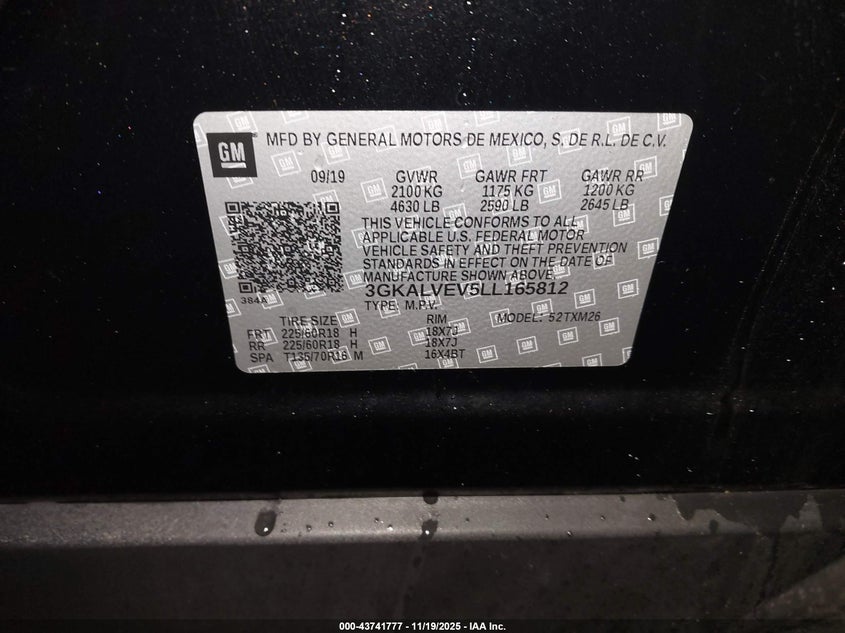 GM MFD BY GENERAL MOTORS DE MEXICO, S. DE R.L. DE C.V.
09/19 GVWR GAWR FRT GAWR RR
2100 KG 1175 KG 1200 KG
4630 LB 2590 LB 2645 LB
THIS VEHICLE CONFORMS TO ALL
APPLICABLE U.S. FEDERAL MOTOR
VEHICLE SAFETY AND THEFT PREVENTION
STANDARDS IN EFFECT ON THE DATE OF
MANUFACTURE SHOWN ABOVE.
384A
3GKALVEV5LL165812
TYPE: M.P.V. MODEL: 52TXM26
TIRE SIZE RIM
FRT 225/60R18 H 18X7J
RR 225/60R18 H 18X7J
SPA T135/70R16 M 16X4BT
000-43741777 - 11/19/2025 - IAA Inc.